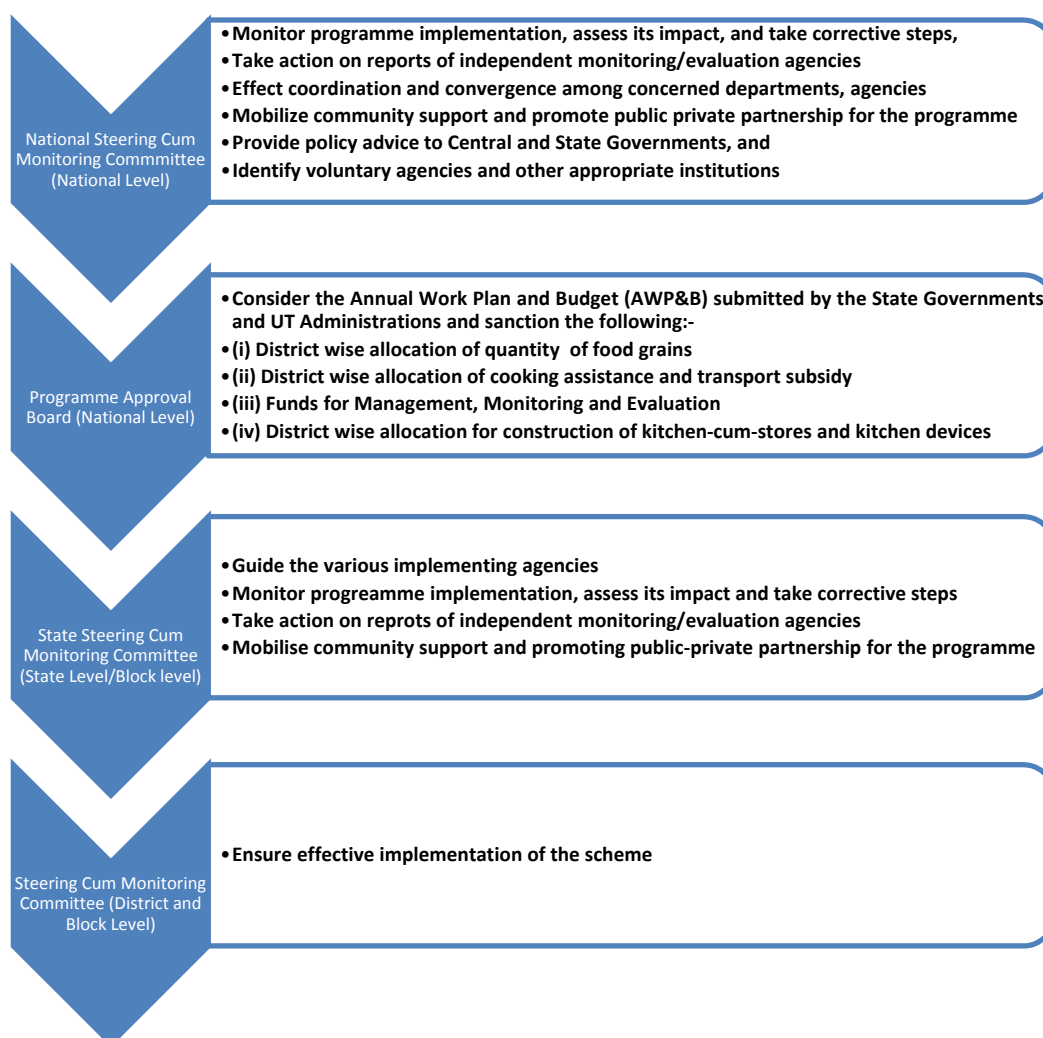 National Steering Cum
Monitoring Commmittee
(National Level)
•Monitor programme implementation, assess its impact, and take corrective steps,
•Take action on reports of independent monitoring/evaluation agencies
•Effect coordination and convergence among concerned departments, agencies
•Mobilize community support and promote public private partnership for the programme
•Provide policy advice to Central and State Governments, and
•Identify voluntary agencies and other appropriate institutions
Programme Approval
Board (National Level)
•Consider the Annual Work Plan and Budget (AWP&B) submitted by the State Governments
and UT Administrations and sanction the following:-
•(i) District wise allocation of quantity of food grains
•(ii) District wise allocation of cooking assistance and transport subsidy
•(iii) Funds for Management, Monitoring and Evaluation
•(iv) District wise allocation for construction of kitchen-cum-stores and kitchen devices
State Steering Cum
Monitoring Committee
(State Level/Block level)
•Guide the various implementing agencies
•Monitor progreamme implementation, assess its impact and take corrective steps
•Take action on reprots of independent monitoring/evaluation agencies
•Mobilise community support and promoting public-private partnership for the programme
Steering Cum Monitoring
Committee (District and
Block Level)
•Ensure effective implementation of the scheme